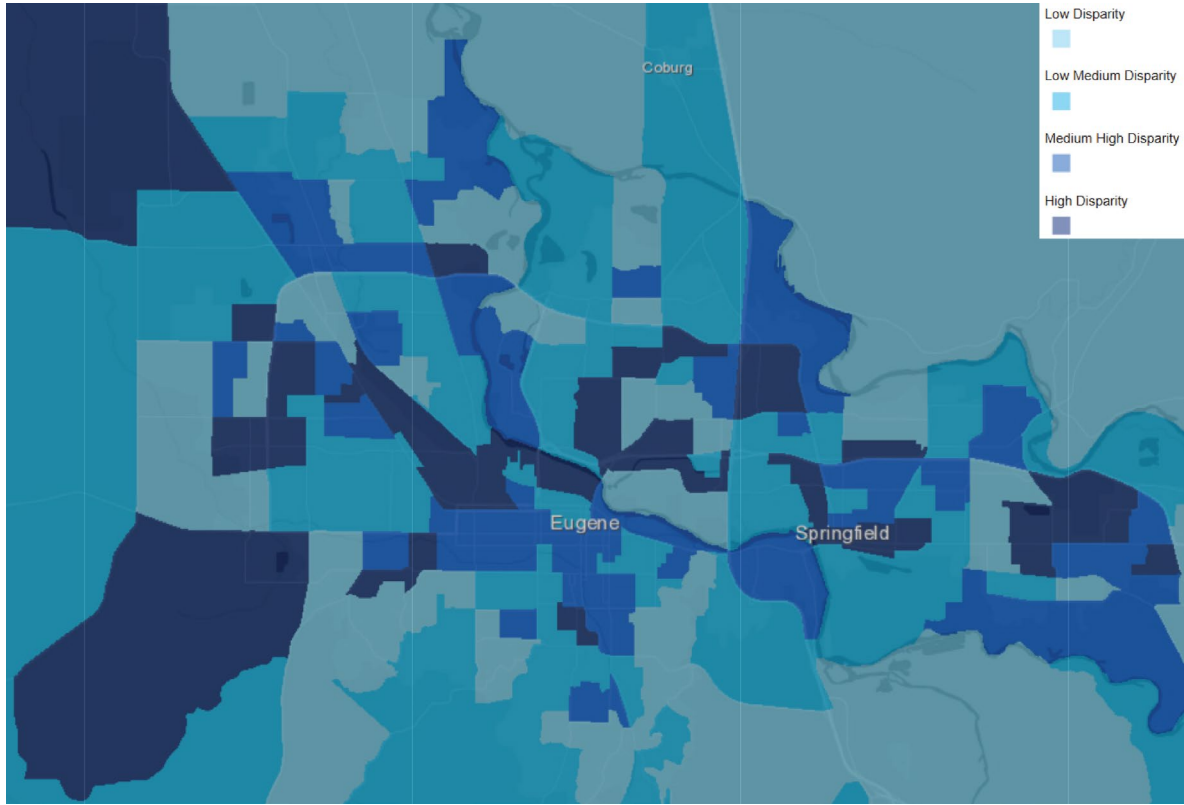 Low Disparity
Low Medium Disparity
Medium High Disparity
High Disparity
Coburg
Eugene
Springfield